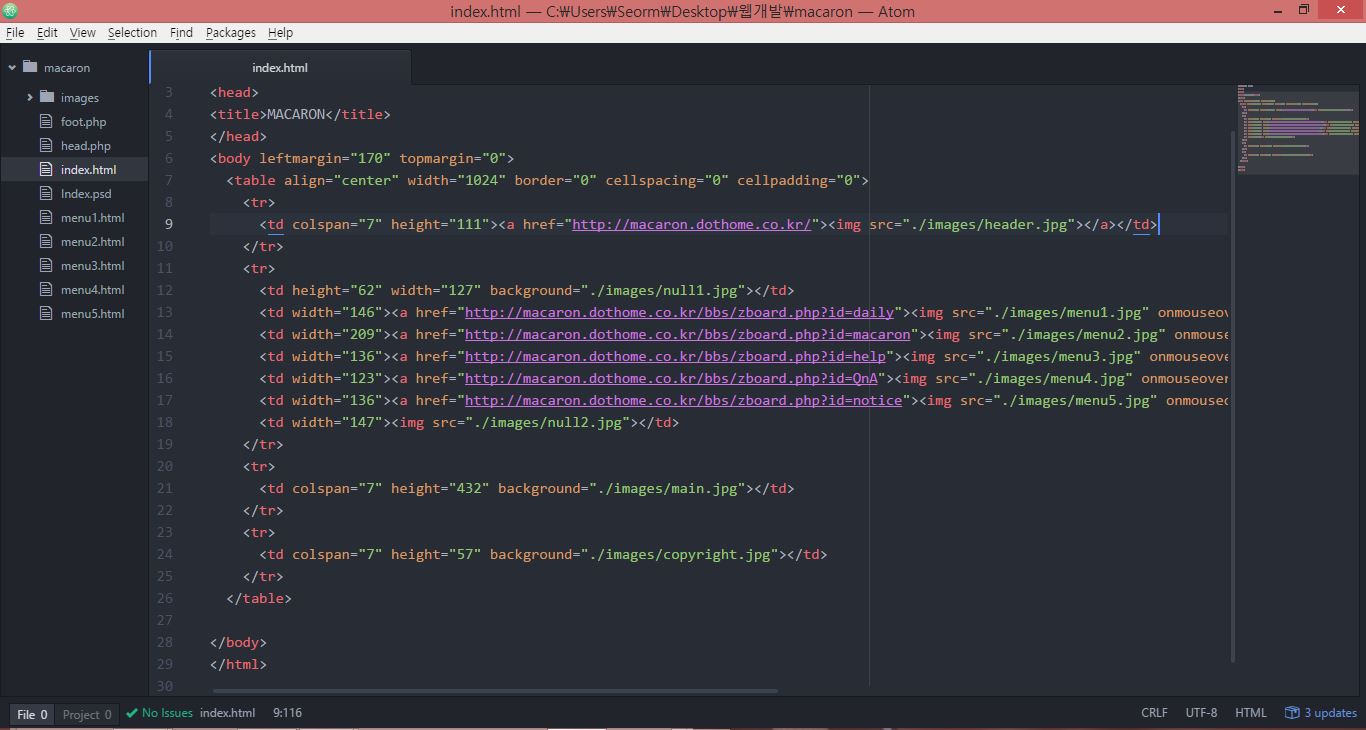 index.html — C:₩Users₩Seorm₩Desktop₩웹개발₩macaron — Atom
File Edit View Selection Find Packages Help
macaron
images
foot.php
head.php
index.html
Index.psd
menu1.html
menu2.html
menu3.html
menu4.html
menu5.html
index.html
3 <head>
4 <title>MACARON</title>
5 </head>
6 <body leftmargin="170" topmargin="0">
7 <table align="center" width="1024" border="0" cellspacing="0" cellpadding="0">
8 <tr>
9 <td colspan="7" height="111"><a href="http://macaron.dothome.co.kr/"><img src="./images/header.jpg"></a></td>
10 </tr>
11 <tr>
12 <td height="62" width="127" background="./images/null1.jpg"></td>
13 <td width="146"><a href="http://macaron.dothome.co.kr/bbs/zboard.php?id=daily"><img src="./images/menu1.jpg" onmouseov
14 <td width="209"><a href="http://macaron.dothome.co.kr/bbs/zboard.php?id=macaron"><img src="./images/menu2.jpg" onmouse
15 <td width="136"><a href="http://macaron.dothome.co.kr/bbs/zboard.php?id=help"><img src="./images/menu3.jpg" onmouseove
16 <td width="123"><a href="http://macaron.dothome.co.kr/bbs/zboard.php?id=QnA"><img src="./images/menu4.jpg" onmouseover
17 <td width="136"><a href="http://macaron.dothome.co.kr/bbs/zboard.php?id=notice"><img src="./images/menu5.jpg" onmouseo
18 <td width="147"><img src="./images/null2.jpg"></td>
19 </tr>
20 <tr>
21 <td colspan="7" height="432" background="./images/main.jpg"></td>
22 </tr>
23 <tr>
24 <td colspan="7" height="57" background="./images/copyright.jpg"></td>
25 </tr>
26 </table>
27
28 </body>
29 </html>
30
File 0 Project 0 No Issues index.html 9:116 CRLF UTF-8 HTML 3 updates